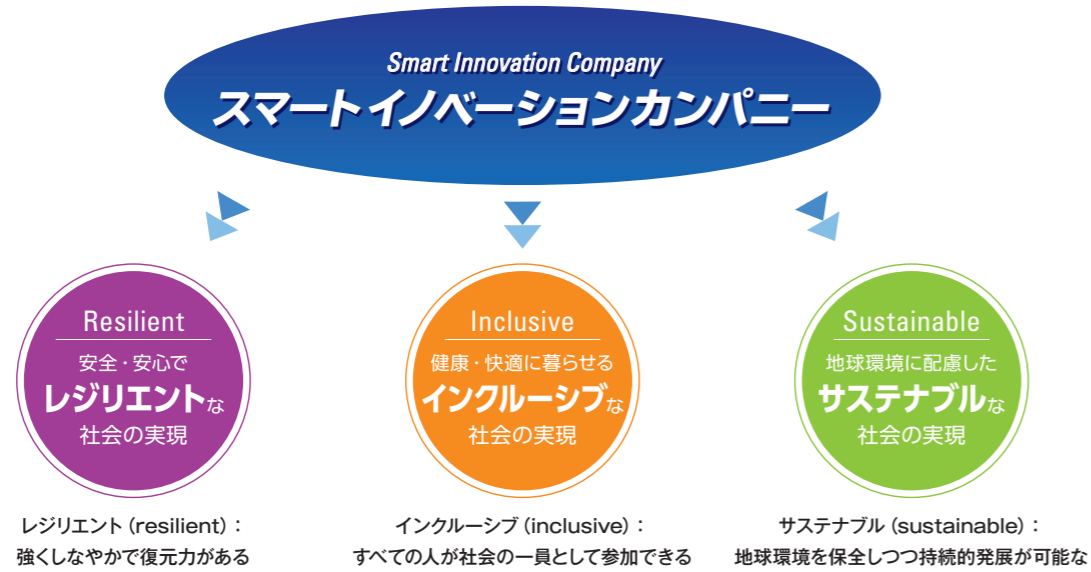 Smart Innovation Company
スマートイノベーションカンパニー
Resilient
安全・安心で
レジリエントな
社会の実現
Inclusive
健康・快適に暮らせる
インクルーシブな
社会の実現
Sustainable
地球環境に配慮した
サステナブルな
社会の実現
レジリエント(resilient):
強くしなやかで復元力がある
インクルーシブ(inclusive):
すべての人が社会の一員として参加できる
サステナブル(sustainable):
地球環境を保全しつつ持続的発展が可能な